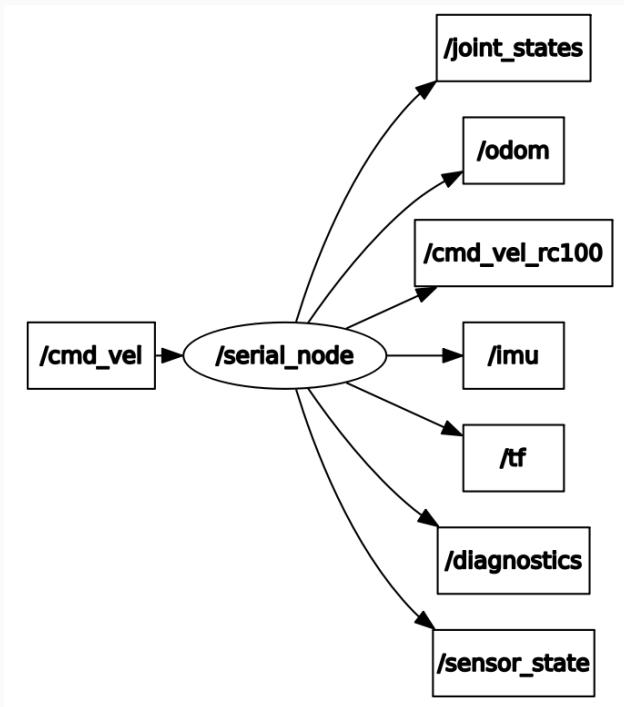 /joint_states
/odom
/cmd_vel_rc100
/cmd_vel
/serial_node
/imu
/tf
/diagnostics
/sensor_state